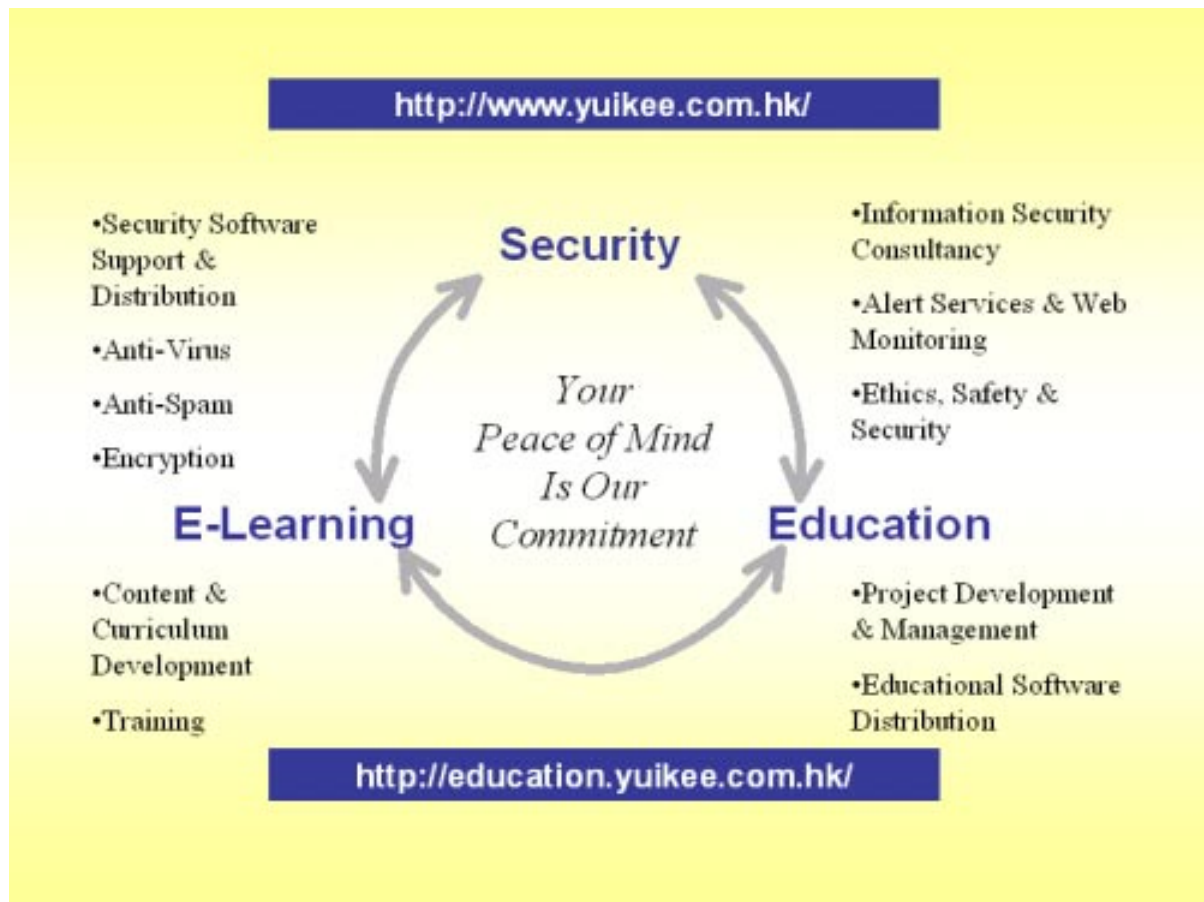 http://www.yuikee.com.hk/
•Security Software
Support &
Distribution
•Anti-Virus
•Anti-Spam
•Encryption
Security
•Information Security
Consultancy
•Alert Services & Web
Monitoring
•Ethics, Safety &
Security
Your
Peace of Mind
Is Our
Commitment
E-Learning
Education
•Content &
Curriculum
Development
•Training
•Project Development
& Management
•Educational Software
Distribution
http://education.yuikee.com.hk/